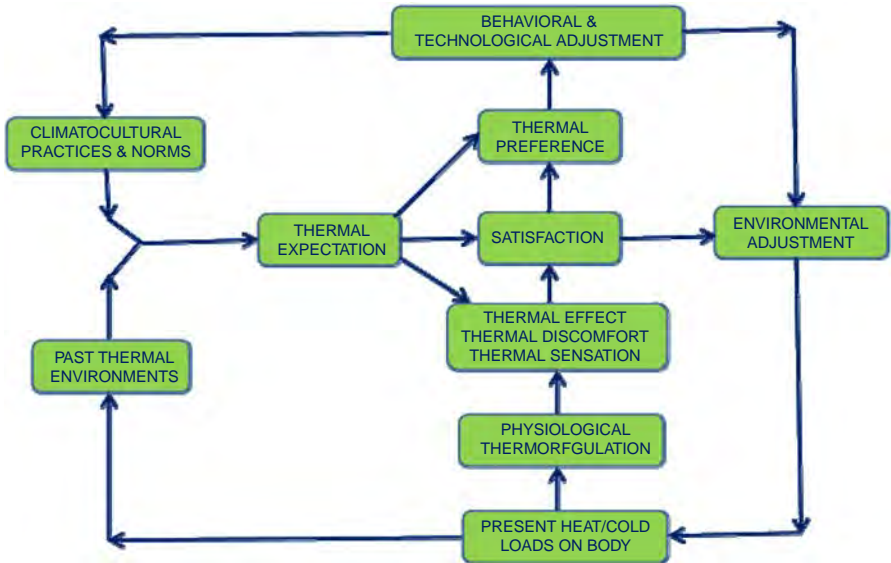 BEHAVIORAL &
TECHNOLOGICAL ADJUSTMENT
CLIMATOCULTURAL
PRACTICES & NORMS
THERMAL
PREFERENCE
THERMAL
EXPECTATION
SATISFACTION
ENVIRONMENTAL
ADJUSTMENT
THERMAL EFFECT
THERMAL DISCOMFORT
THERMAL SENSATION
PAST THERMAL
ENVIRONMENTS
PHYSIOLOGICAL
THERMORFGULATION
PRESENT HEAT/COLD
LOADS ON BODY